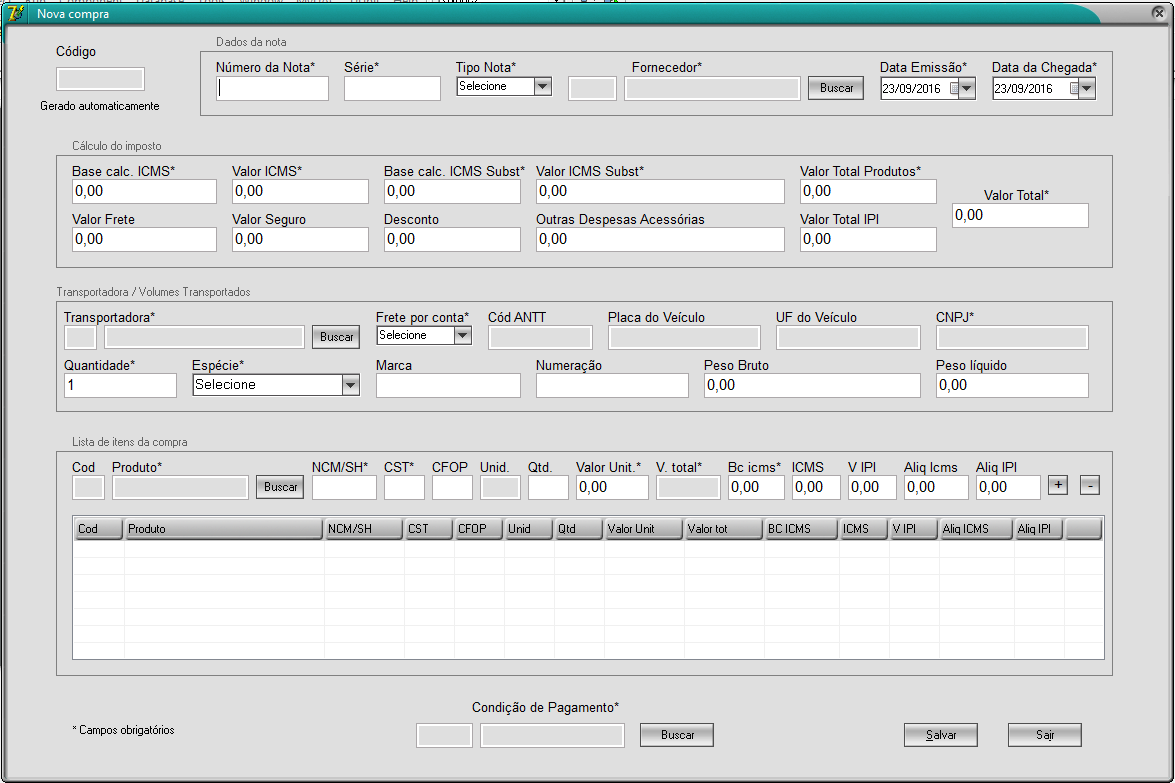 Nova compra
Código
Gerado automaticamente
Dados da nota
Número da Nota* Série* Tipo Nota* Fornecedor* Data Emissão* Data da Chegada*
Selecione Buscar 23/09/2016 23/09/2016
Cálculo do imposto
Base calc. ICMS* Valor ICMS* Base calc. ICMS Subst* Valor ICMS Subst* Valor Total Produtos*
0,00 0,00 0,00 0,00 0,00
Valor Total*
0,00
Valor Frete Valor Seguro Desconto Outras Despesas Acessórias Valor Total IPI
0,00 0,00 0,00 0,00 0,00
Transportadora / Volumes Transportados
Transportadora* Frete por conta* Cód ANTT Placa do Veículo UF do Veículo CNPJ*
Buscar Selecione
Quantidade* Espécie* Marca Numeração Peso Bruto Peso líquido
1 Selecione 0,00 0,00
Lista de itens da compra
Cod Produto* NCM/SH* CST* CFOP Unid. Qtd. Valor Unit.* V. total* Bc icms* ICMS V IPI Aliq Icms Aliq IPI
Buscar 0,00 0,00 0,00 0,00 0,00 0,00 + -
Cod Produto NCM/SH CST CFOP Unid Qtd Valor Unit Valor tot BC ICMS ICMS V IPI Aliq ICMS Aliq IPI
Condição de Pagamento*
* Campos obrigatórios Buscar Salvar Sair